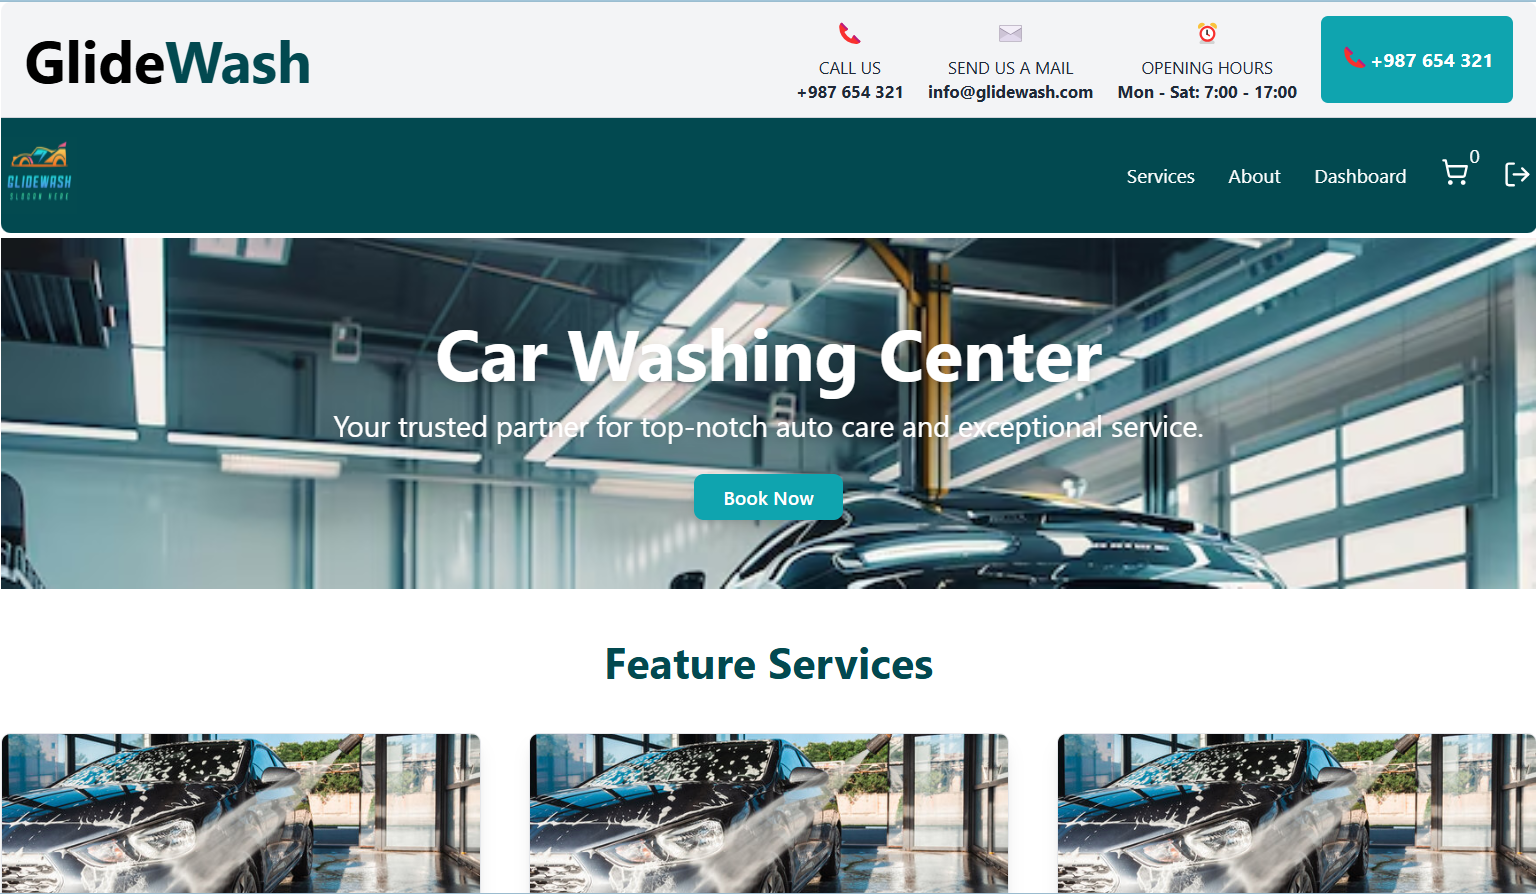 GlideWash
CALL US
+987 654 321
SEND US A MAIL
info@glidewash.com
OPENING HOURS
Mon - Sat: 7:00 - 17:00
+987 654 321
GLIDEWASH
SLOGAN HERE
Services
About
Dashboard
0
Car Washing Center
Your trusted partner for top-notch auto care and exceptional service.
Book Now
Feature Services